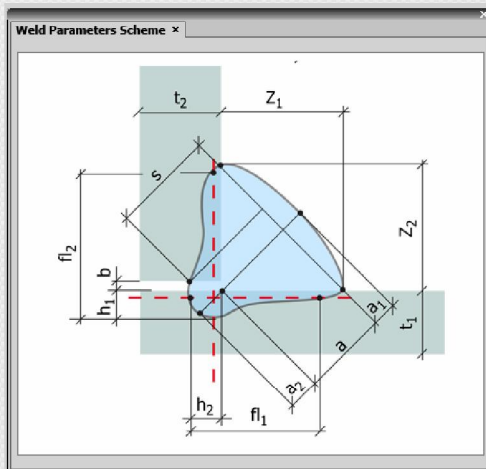 Weld Parameters Scheme ×
t2
Z1
s
fl2
Z2
b
h1
a1
t1
a
a2
h2
fl1